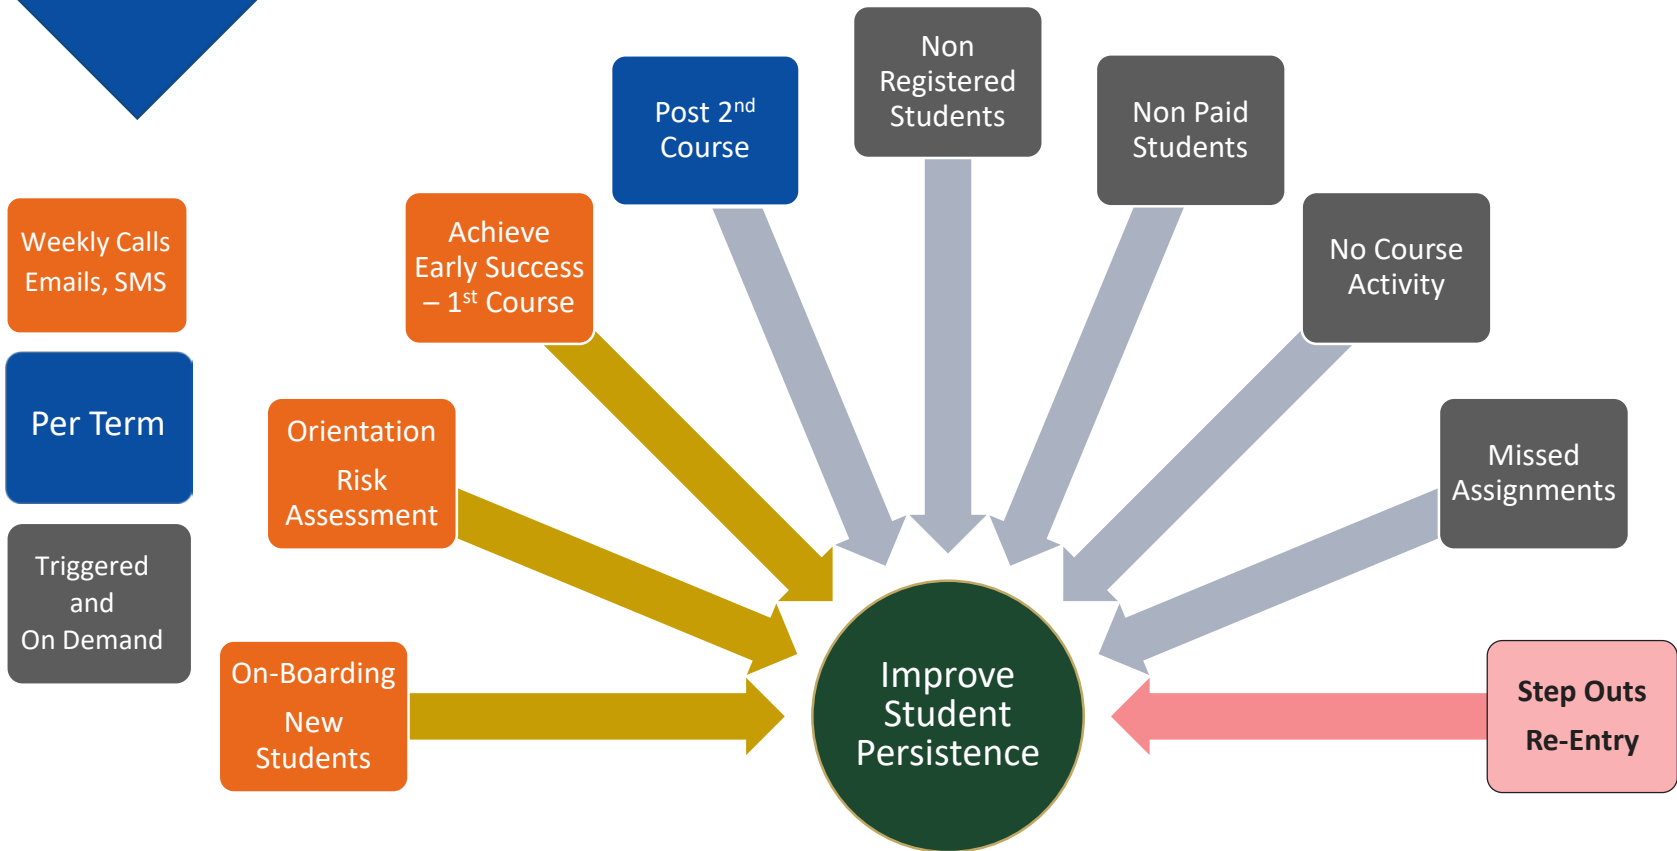 Weekly Calls
Emails, SMS
Per Term
Triggered
and
On Demand
On-Boarding
New
Students
Orientation
Risk
Assessment
Achieve
Early Success
– 1st Course
Post 2nd
Course
Non
Registered
Students
Non Paid
Students
No Course
Activity
Missed
Assignments
Step Outs
Re-Entry
Improve
Student
Persistence